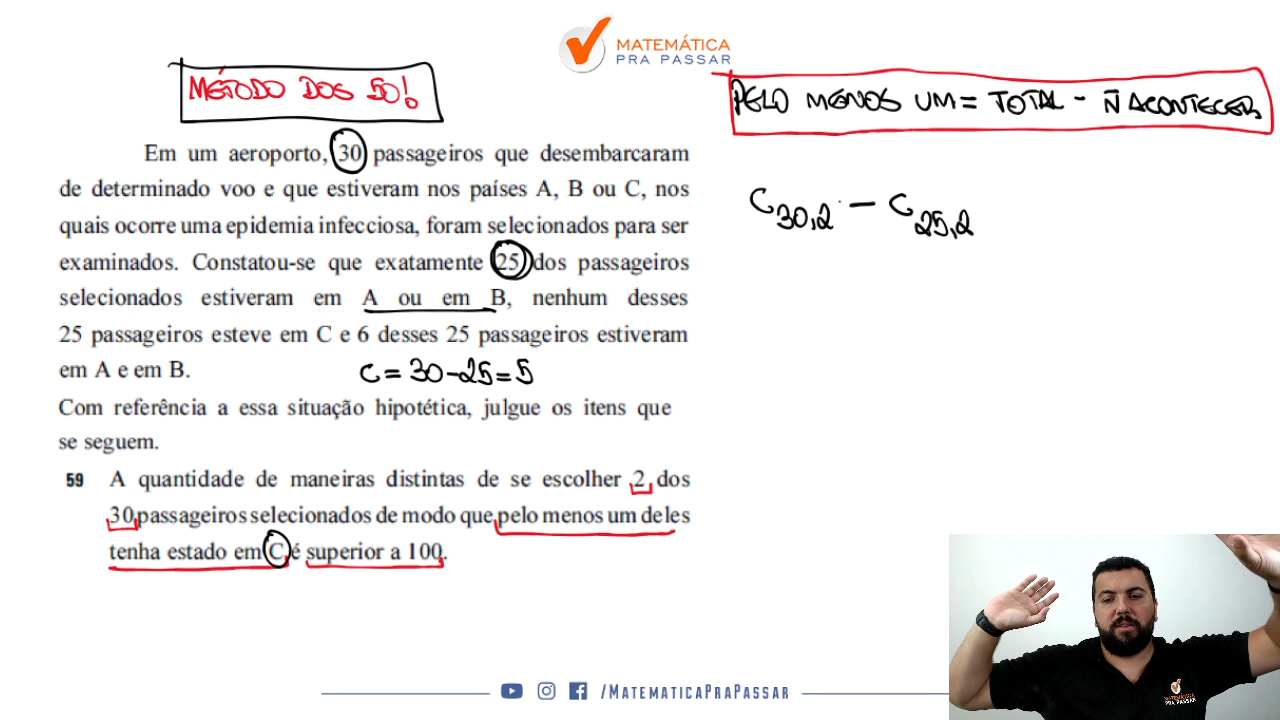 MATEMÁTICA
PRA PASSAR
MÉTODO DOS 50!
PELO MENOS UM = TOTAL - Ñ ACONTECER
Em um aeroporto, 30 passageiros que desembarcaram
de determinado voo e que estiveram nos países A, B ou C, nos
quais ocorre uma epidemia infecciosa, foram selecionados para ser
examinados. Constatou-se que exatamente 25 dos passageiros
selecionados estiveram em A ou em B, nenhum desses
25 passageiros esteve em C e 6 desses 25 passageiros estiveram
em A e em B.
C = 30 - 25 = 5
Com referência a essa situação hipotética, julgue os itens que
se seguem.
59 A quantidade de maneiras distintas de se escolher 2 dos
30 passageiros selecionados de modo que pelo menos um deles
tenha estado em C é superior a 100.
C30,2 - C25,2
MATEMÁTICA
PRA PASSAR
/MATEMATICAPRAPASSAR